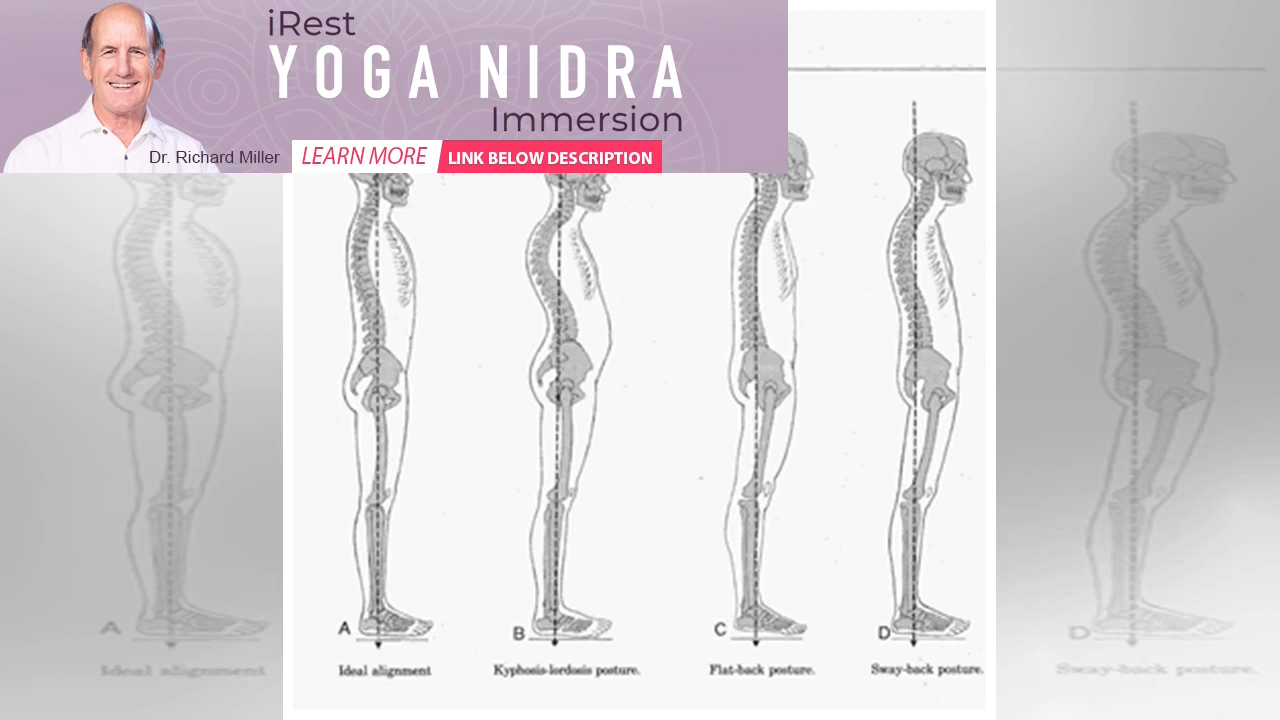 iRest
YOGA NIDRA
Immersion
Dr. Richard Miller
LEARN MORE
LINK BELOW DESCRIPTION
A
B
C
D
Ideal alignment
Kyphosis-lordosis posture.
Flat-back posture.
Sway-back posture.
A
Ideal alignment
D
Sway-back posture.